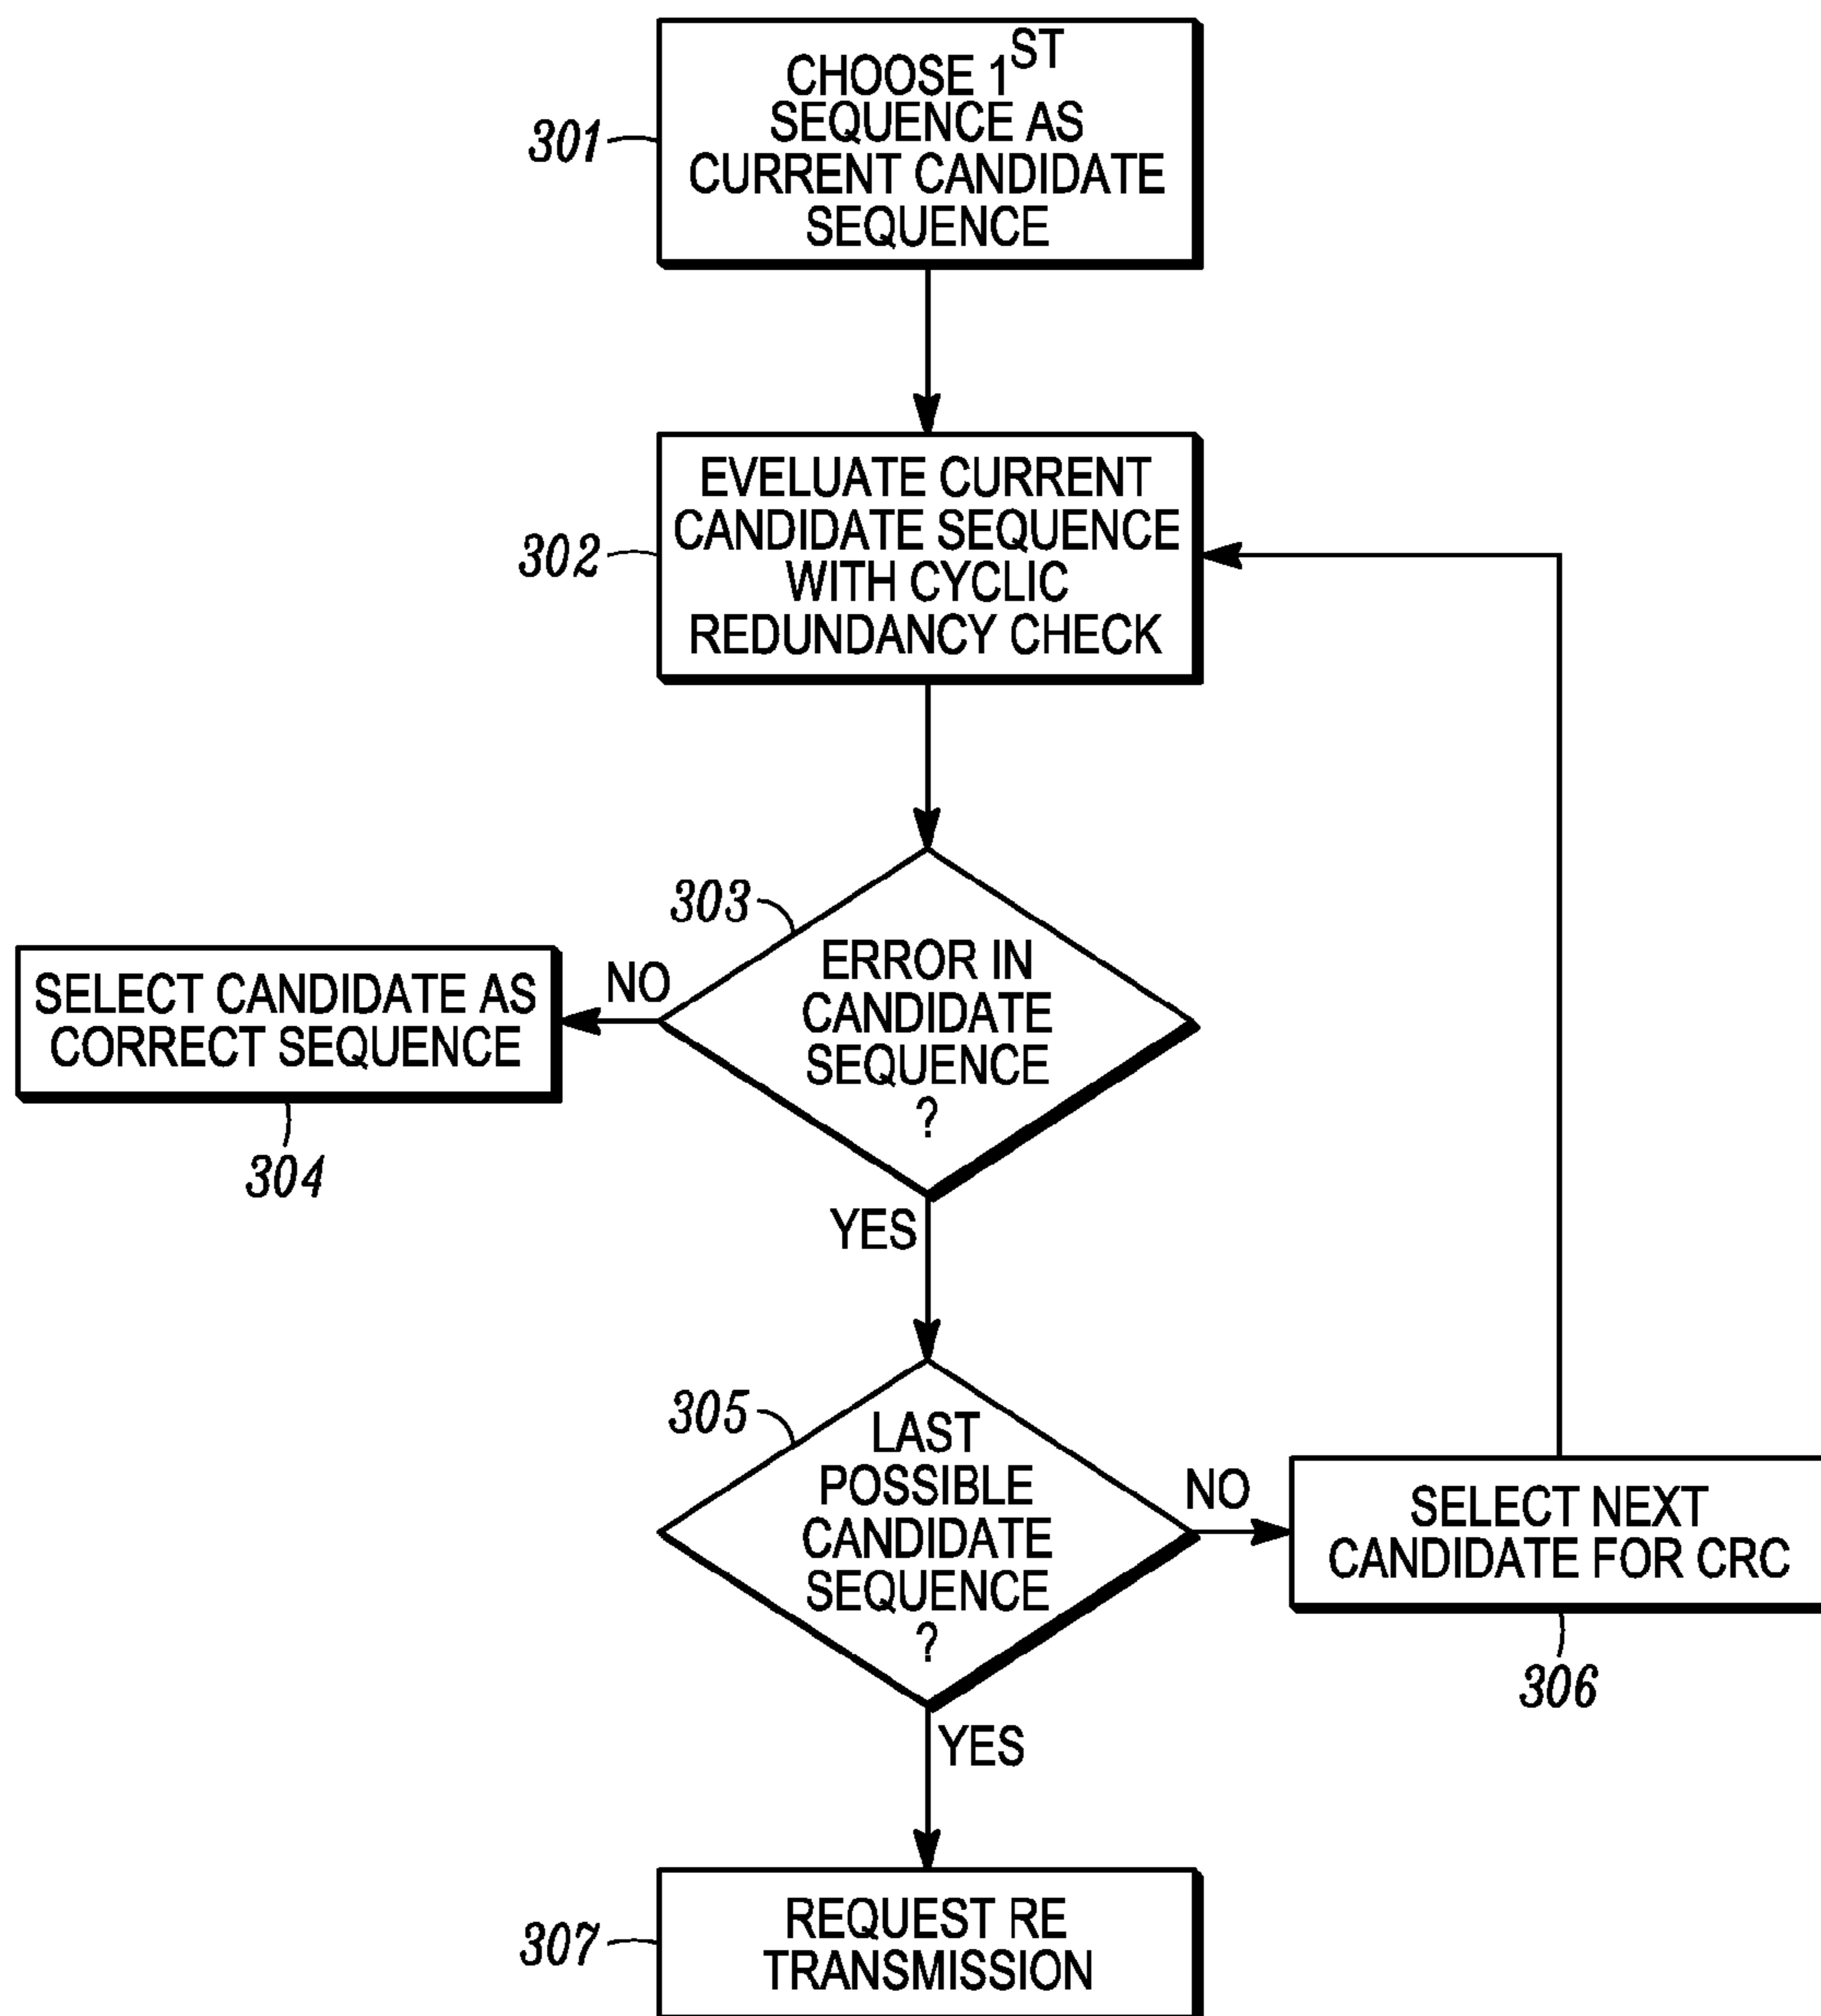 CHOOSE 1ST
SEQUENCE AS
CURRENT CANDIDATE
SEQUENCE
301
EVELUATE CURRENT
CANDIDATE SEQUENCE
WITH CYCLIC
REDUNDANCY CHECK
302
303
ERROR IN
CANDIDATE
SEQUENCE
?
NO
SELECT CANDIDATE AS
CORRECT SEQUENCE
304
YES
305
LAST
POSSIBLE
CANDIDATE
SEQUENCE
?
NO
SELECT NEXT
CANDIDATE FOR CRC
306
YES
REQUEST RE
TRANSMISSION
307